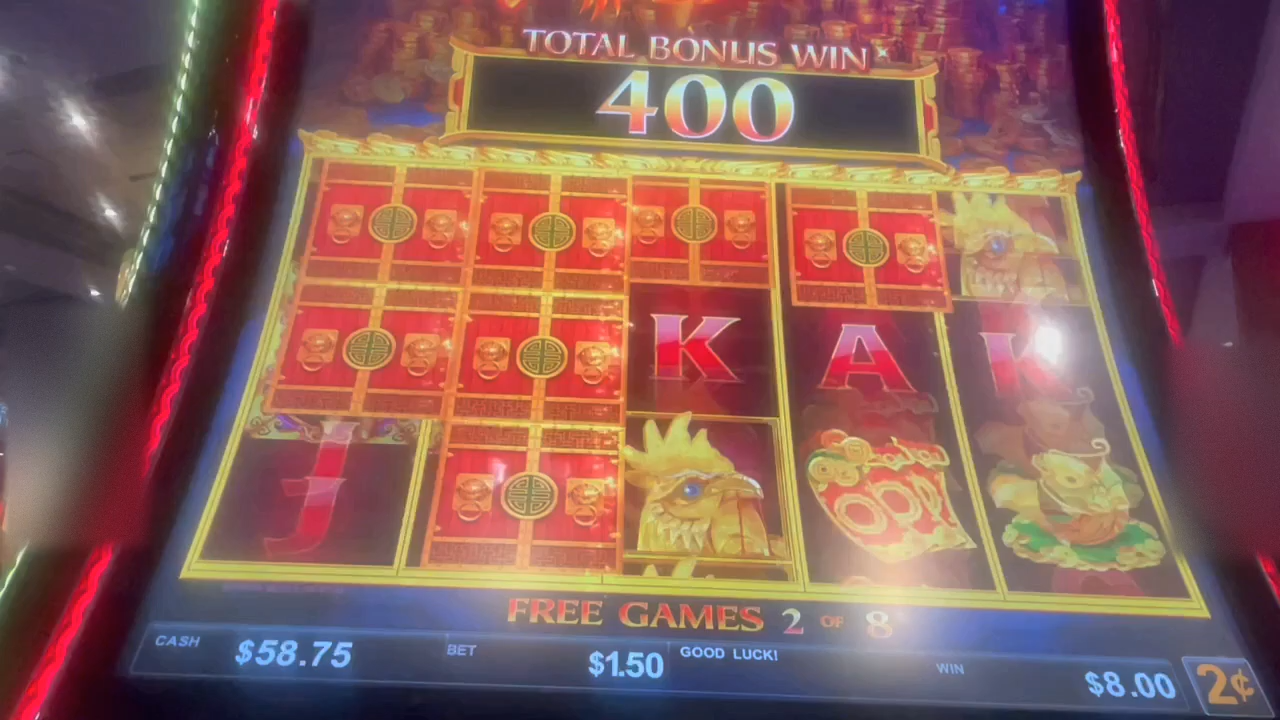 TOTAL BONUS WIN
400
K A K
J
FREE GAMES 2 OF 8
CASH $58.75 BET $1.50 GOOD LUCK! WIN $8.00 2¢